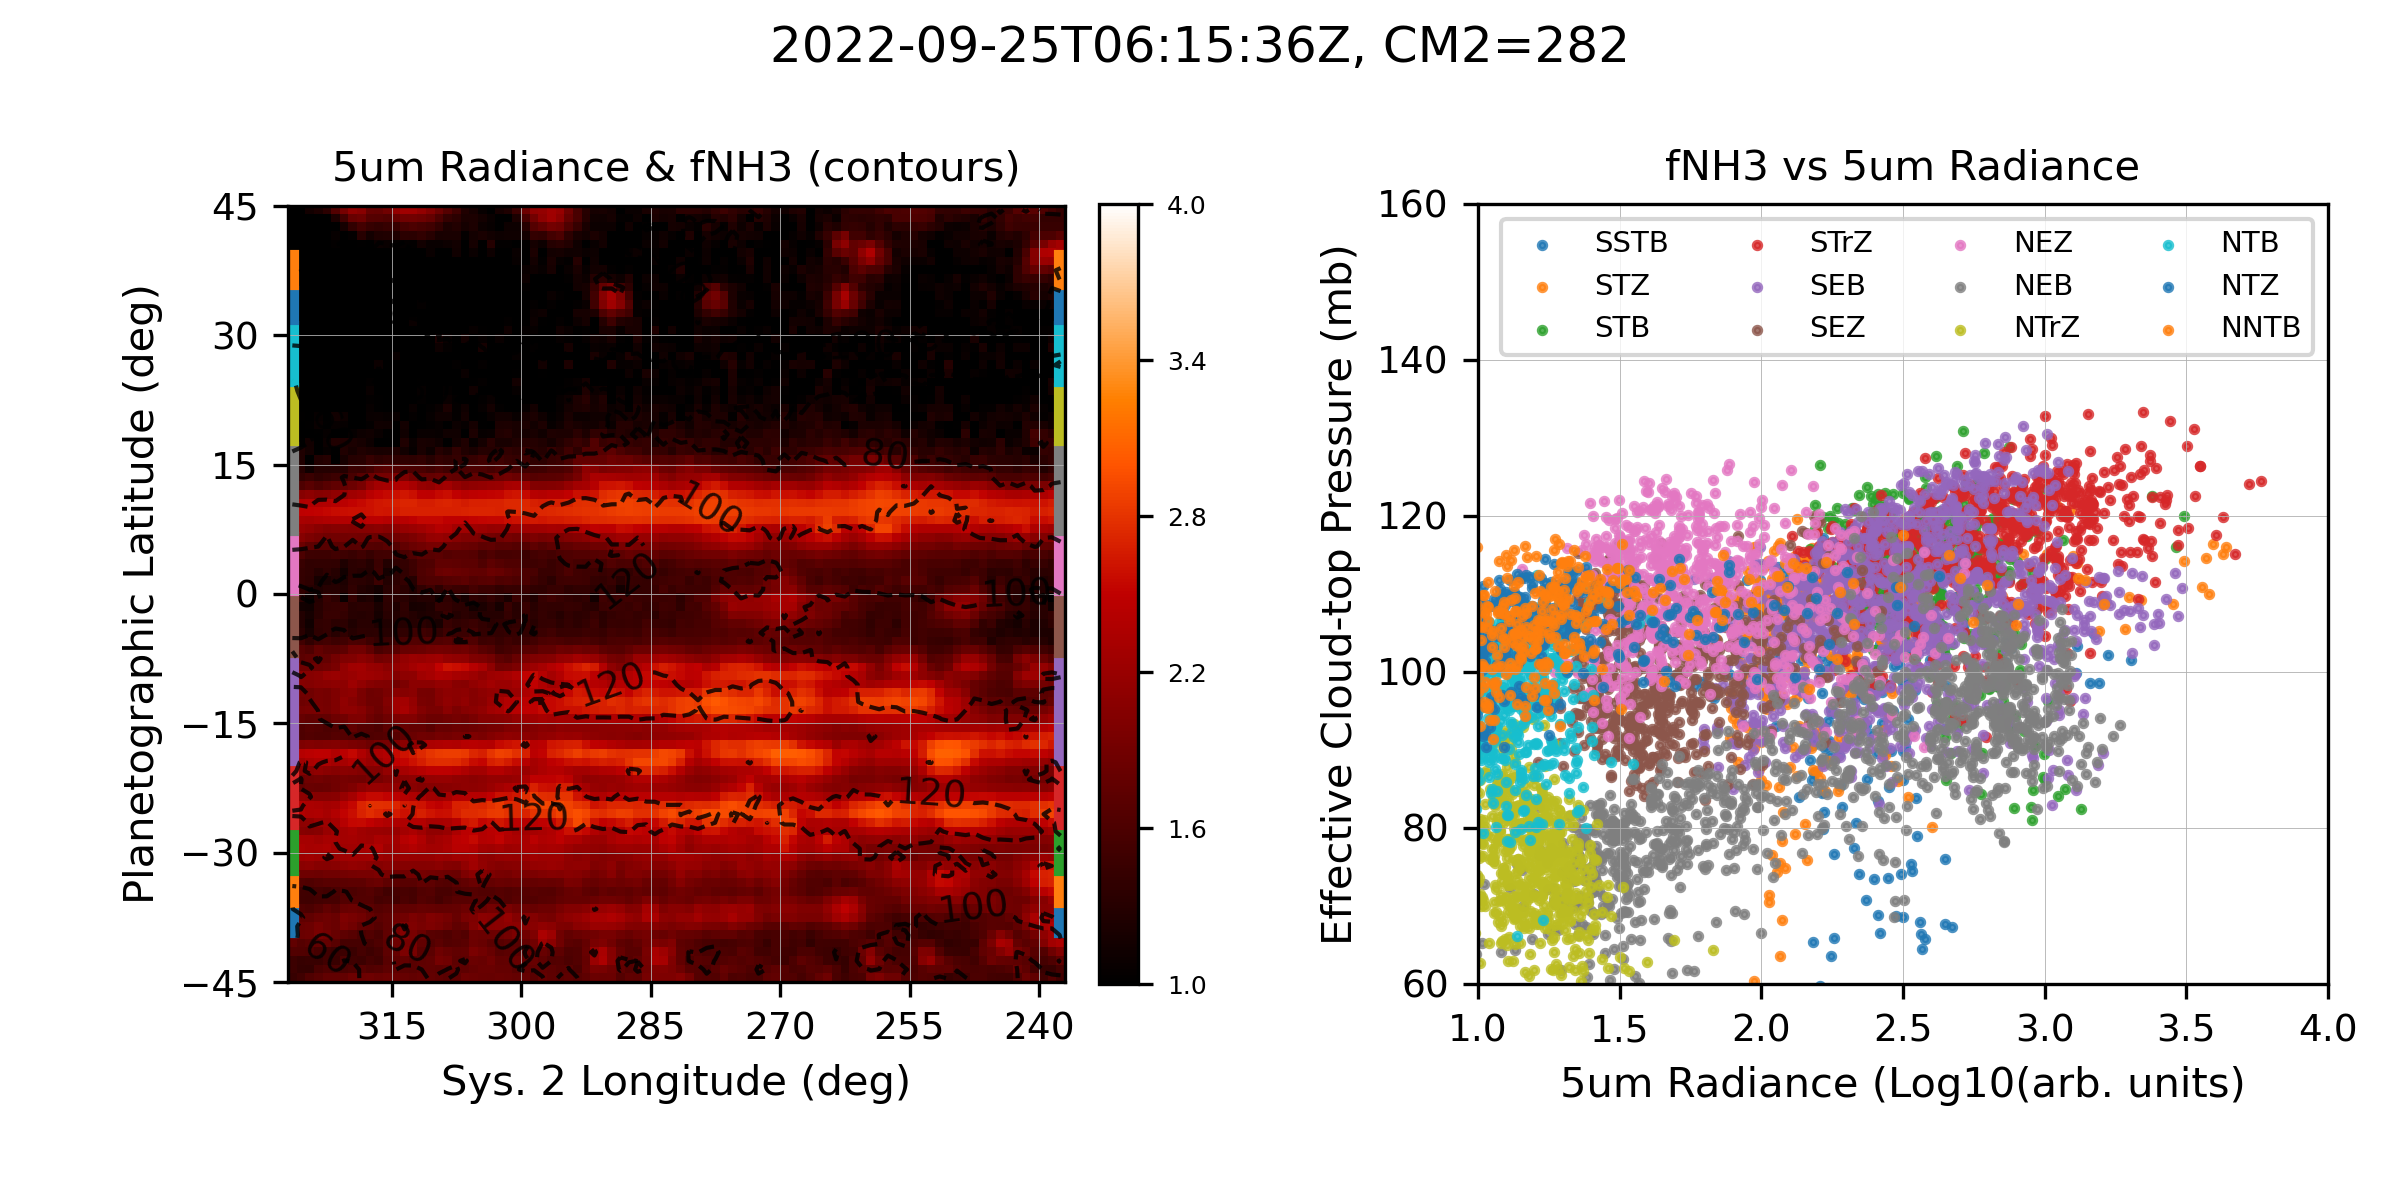 2022-09-25T06:15:36Z, CM2=282
5um Radiance & fNH3 (contours)
45
30
15
0
−15
−30
−45
Planetographic Latitude (deg)
315 300 285 270 255 240
Sys. 2 Longitude (deg)
80
100
120
100
100
120
100
120
120
100
60 80 100
4.0
3.4
2.8
2.2
1.6
1.0
fNH3 vs 5um Radiance
160
140
120
100
80
60
Effective Cloud-top Pressure (mb)
SSTB STrZ NEZ NTB
STZ SEB NEB NTZ
STB SEZ NTrZ NNTB
1.0 1.5 2.0 2.5 3.0 3.5 4.0
5um Radiance (Log10(arb. units)